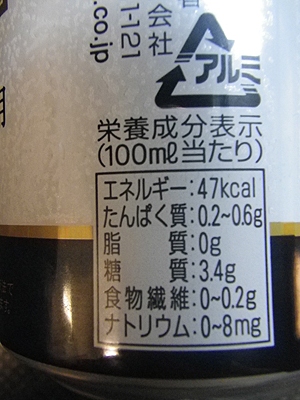 者
会社
1-21
.co.jp
アルミ
栄養成分表示
(100mℓ当たり)
エネルギー:47kcal
たんぱく質:0.2~0.6g
脂 質:0g
糖 質:3.4g
食物繊維:0~0.2g
ナトリウム:0~8mg